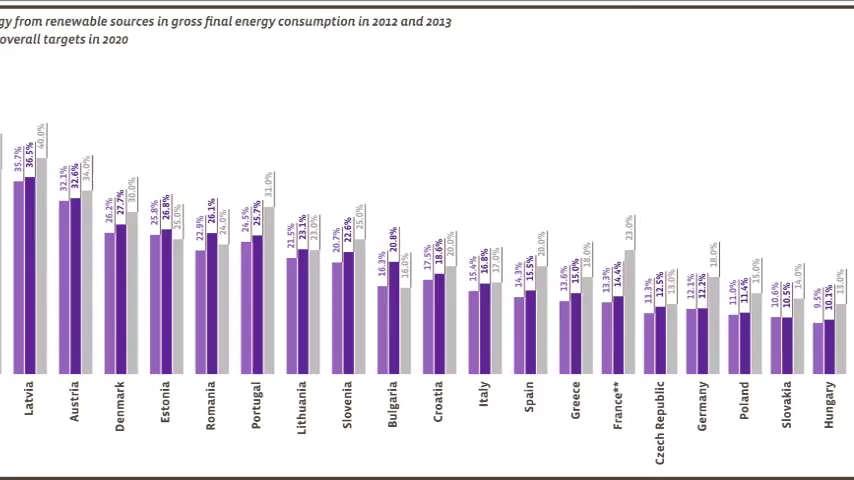 gy from renewable sources in gross final energy consumption in 2012 and 2013
overall targets in 2020
35.7% 36.5% 40.0%
32.1% 32.6% 34.0%
26.2% 27.7% 30.0%
25.8% 26.8% 25.0%
22.9% 26.1% 24.0%
24.5% 25.7% 31.0%
21.5% 23.1% 23.0%
20.7% 22.6% 25.0%
16.3% 20.8% 16.0%
17.5% 18.6% 20.0%
15.4% 16.8% 17.0%
14.3% 15.5% 20.0%
13.6% 15.0% 18.0%
13.3% 14.4% 23.0%
11.3% 12.5% 13.0%
12.1% 12.2% 18.0%
11.0% 11.4% 15.0%
10.6% 10.5% 14.0%
9.5% 10.1% 13.0%
Latvia
Austria
Denmark
Estonia
Romania
Portugal
Lithuania
Slovenia
Bulgaria
Croatia
Italy
Spain
Greece
France**
Czech Republic
Germany
Poland
Slovakia
Hungary